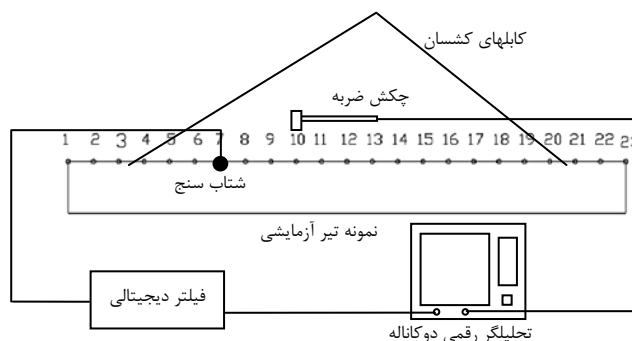 کابلهای کشسان
چکش ضربه
1 2 3 4 5 6 7 8 9 10 11 12 13 14 15 16 17 18 19 20 21 22
شتاب سنج
نمونه تیر آزمایشی
فیلتر دیجیتالی
تحلیلگر رقمی دوکاناله